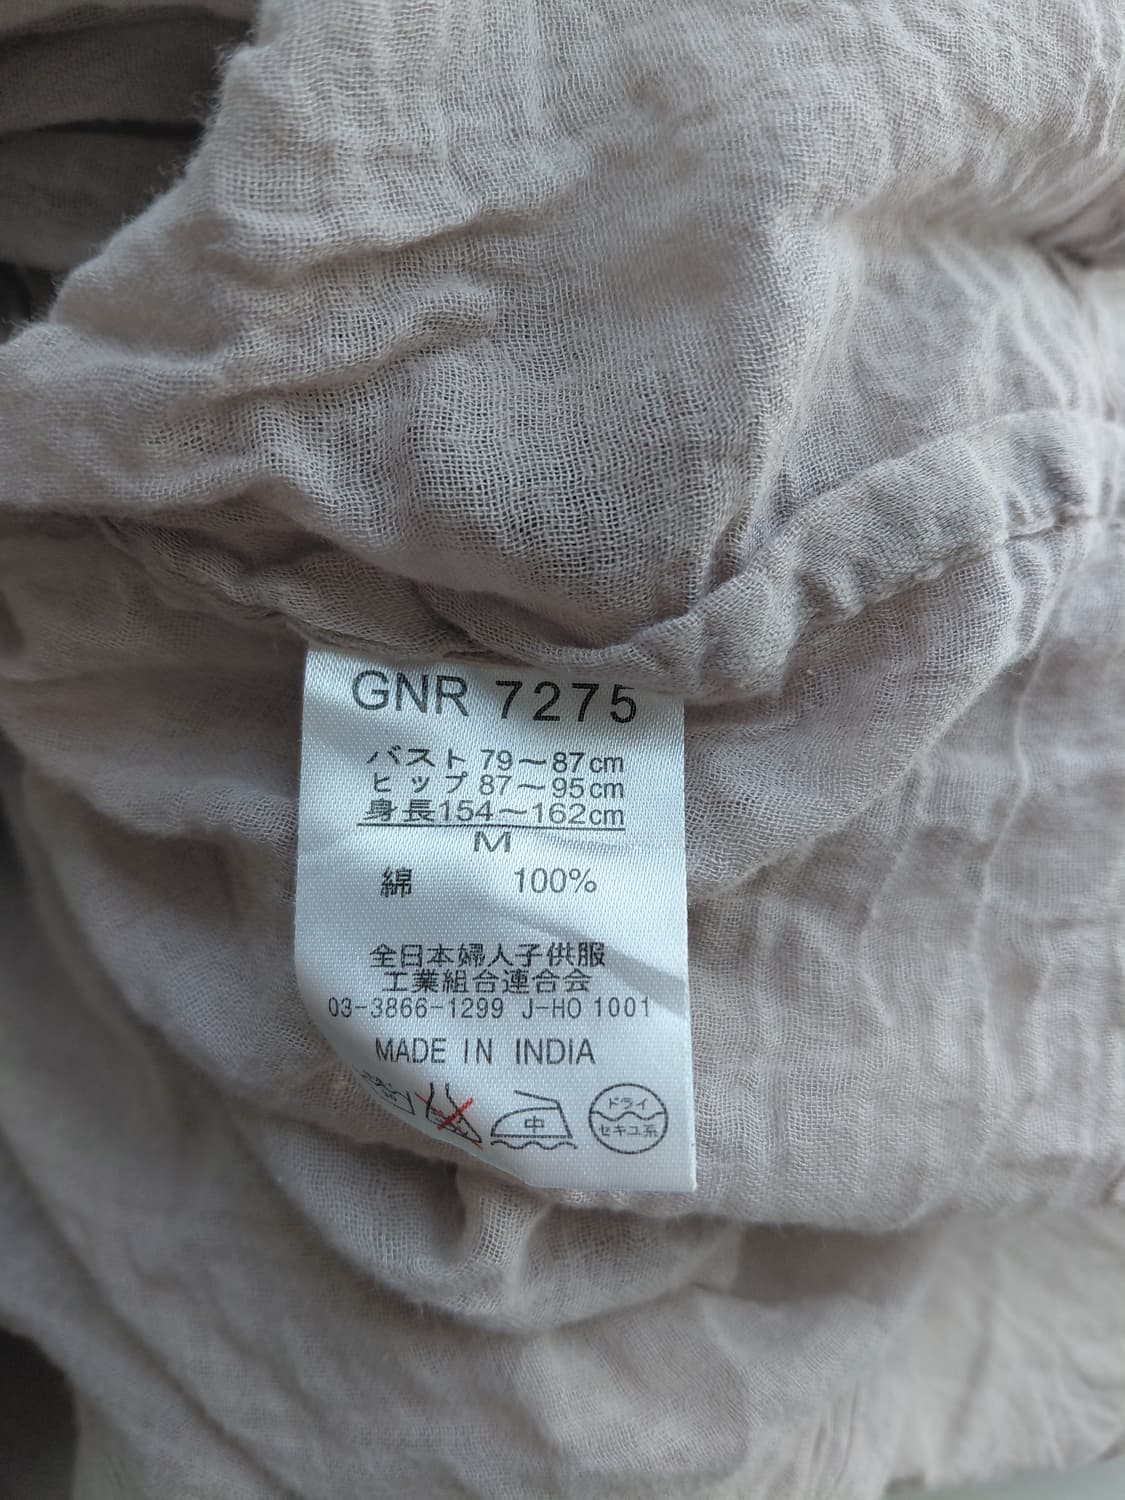 GNR 7275
バスト 79〜87cm
ヒップ 87〜95cm
身長154〜162cm
M
綿 100%
全日本婦人子供服
工業組合連合会
03-3866-1299 J-HO 1001
MADE IN INDIA
中
ドライ
セキユ系